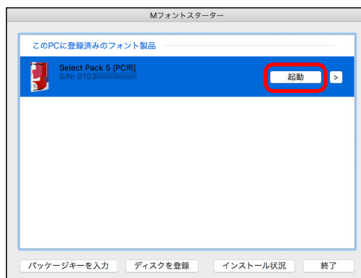 Mフォントスターター
このPCに登録済みのフォント製品
Select Pack 5 [PC用]
S/N: 0103
起動
>
パッケージキーを入力
ディスクを登録
インストール状況
終了